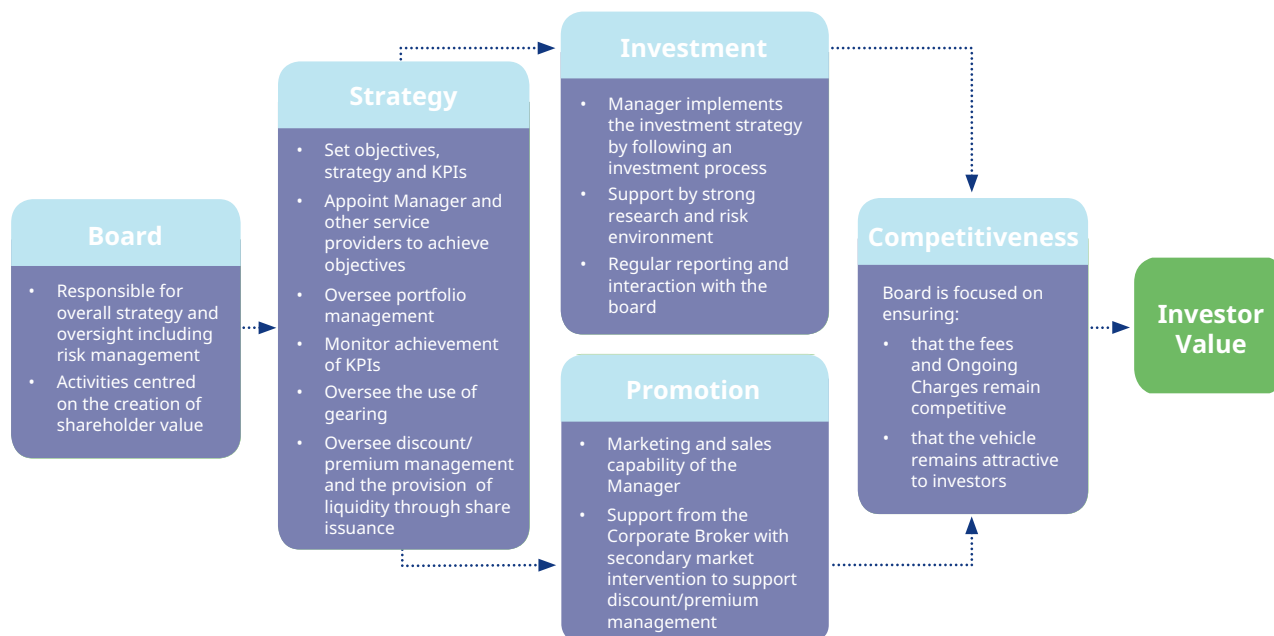 Board
• Responsible for
overall strategy and
oversight including
risk management
• Activities centred
on the creation of
shareholder value
Strategy
• Set objectives,
strategy and KPIs
• Appoint Manager and
other service
providers to achieve
objectives
• Oversee portfolio
management
• Monitor achievement
of KPIs
• Oversee the use of
gearing
• Oversee discount/
premium management
and the provision of
liquidity through share
issuance
Investment
• Manager implements
the investment strategy
by following an
investment process
• Support by strong
research and risk
environment
• Regular reporting and
interaction with the
board
Promotion
• Marketing and sales
capability of the
Manager
• Support from the
Corporate Broker with
secondary market
intervention to support
discount/premium
management
Competitiveness
Board is focused on
ensuring:
• that the fees
and Ongoing
Charges remain
competitive
• that the vehicle
remains attractive
to investors
Investor
Value